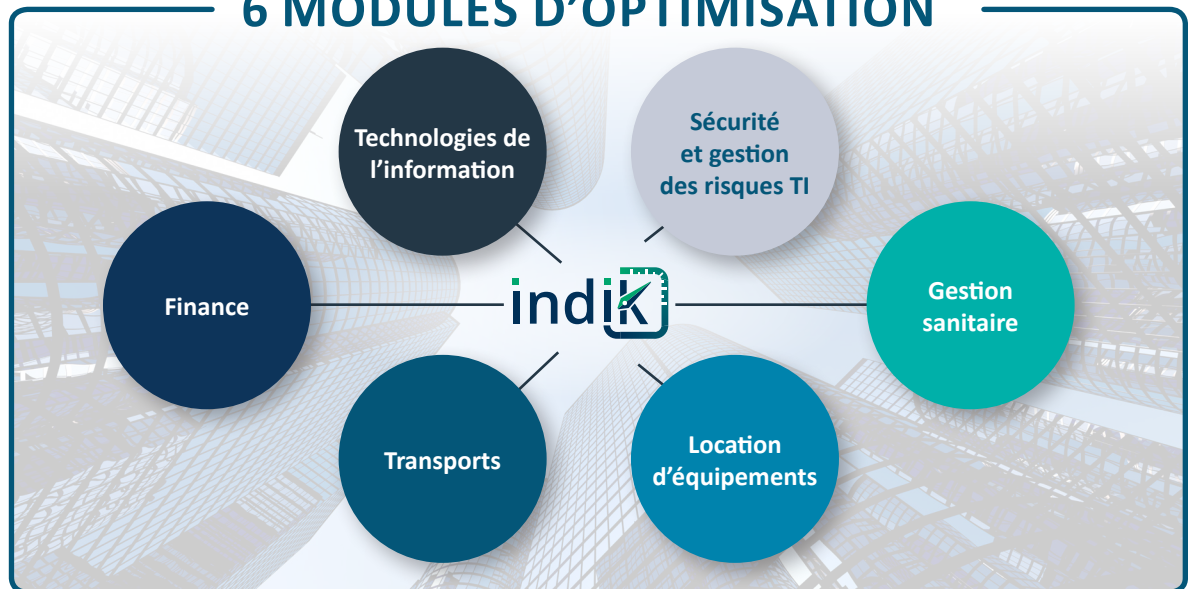 6 MODULES D’OPTIMISATION
Technologies de
l’information
Sécurité
et gestion
des risques TI
Finance
indik
Gestion
sanitaire
Transports
Location
d’équipements